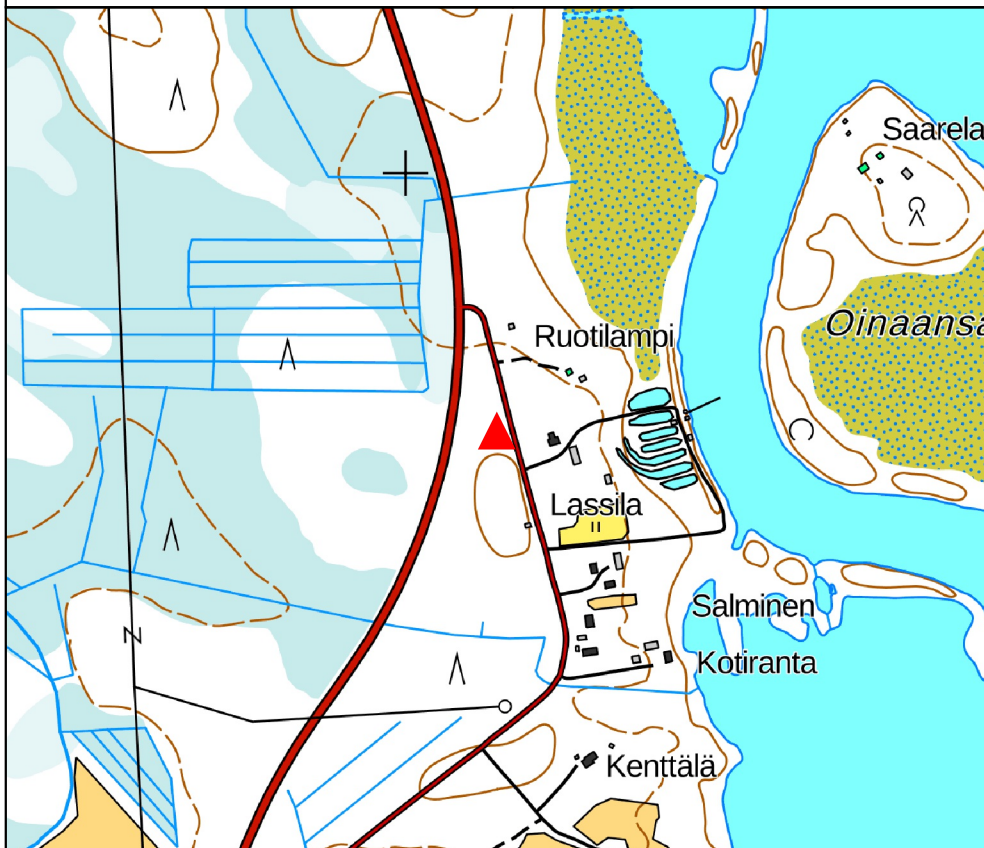 Saarela
Oinaansa
Ruotilampi
Lassila
Salminen
Kotiranta
Kenttälä